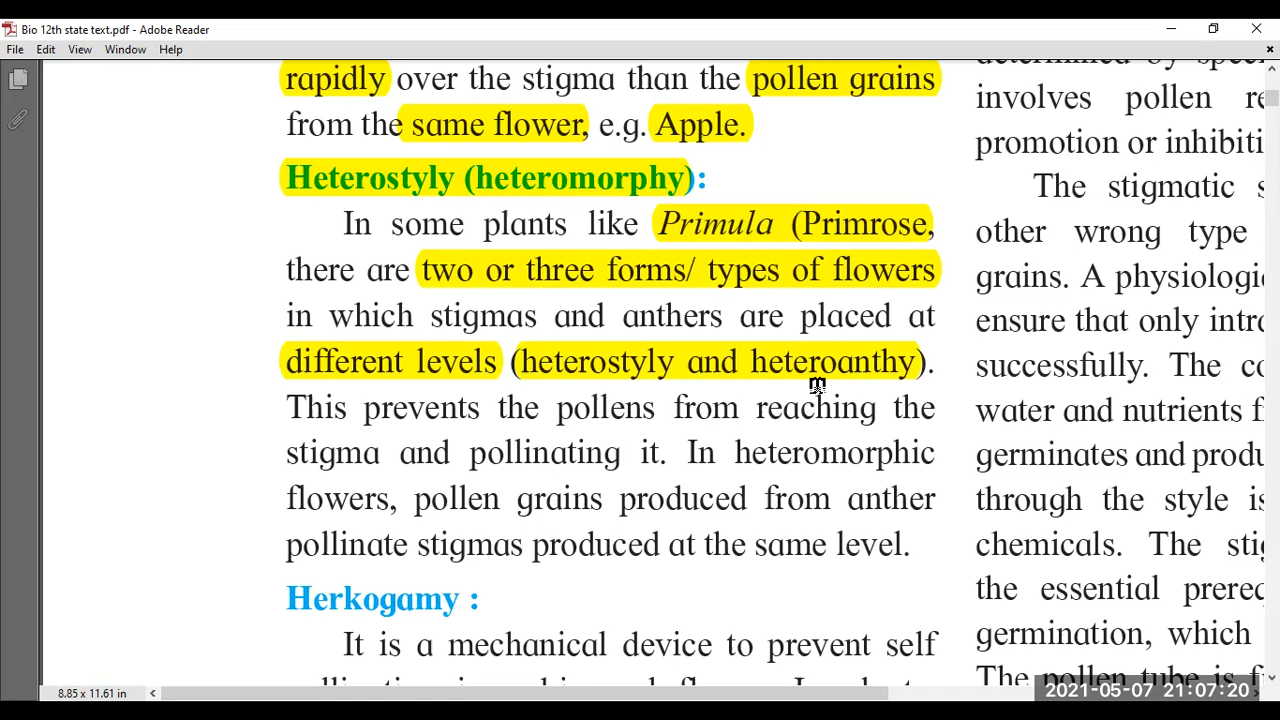 Bio 12th state text.pdf - Adobe Reader
File Edit View Window Help
rapidly over the stigma than the pollen grains
from the same flower, e.g. Apple.
Heterostyly (heteromorphy):
In some plants like Primula (Primrose,
there are two or three forms/ types of flowers
in which stigmas and anthers are placed at
different levels (heterostyly and heteroanthy).
This prevents the pollens from reaching the
stigma and pollinating it. In heteromorphic
flowers, pollen grains produced from anther
pollinate stigmas produced at the same level.
Herkogamy :
It is a mechanical device to prevent self
involves pollen
promotion or
The stigmatic
other wrong type
grains. A
ensure that only
successfully. The
water and nutrients
germinates and
through the style
chemicals. The
the essential
germination, which
The pollen tube is
8.85 x 11.61 in
2021-05-07 21:07:20